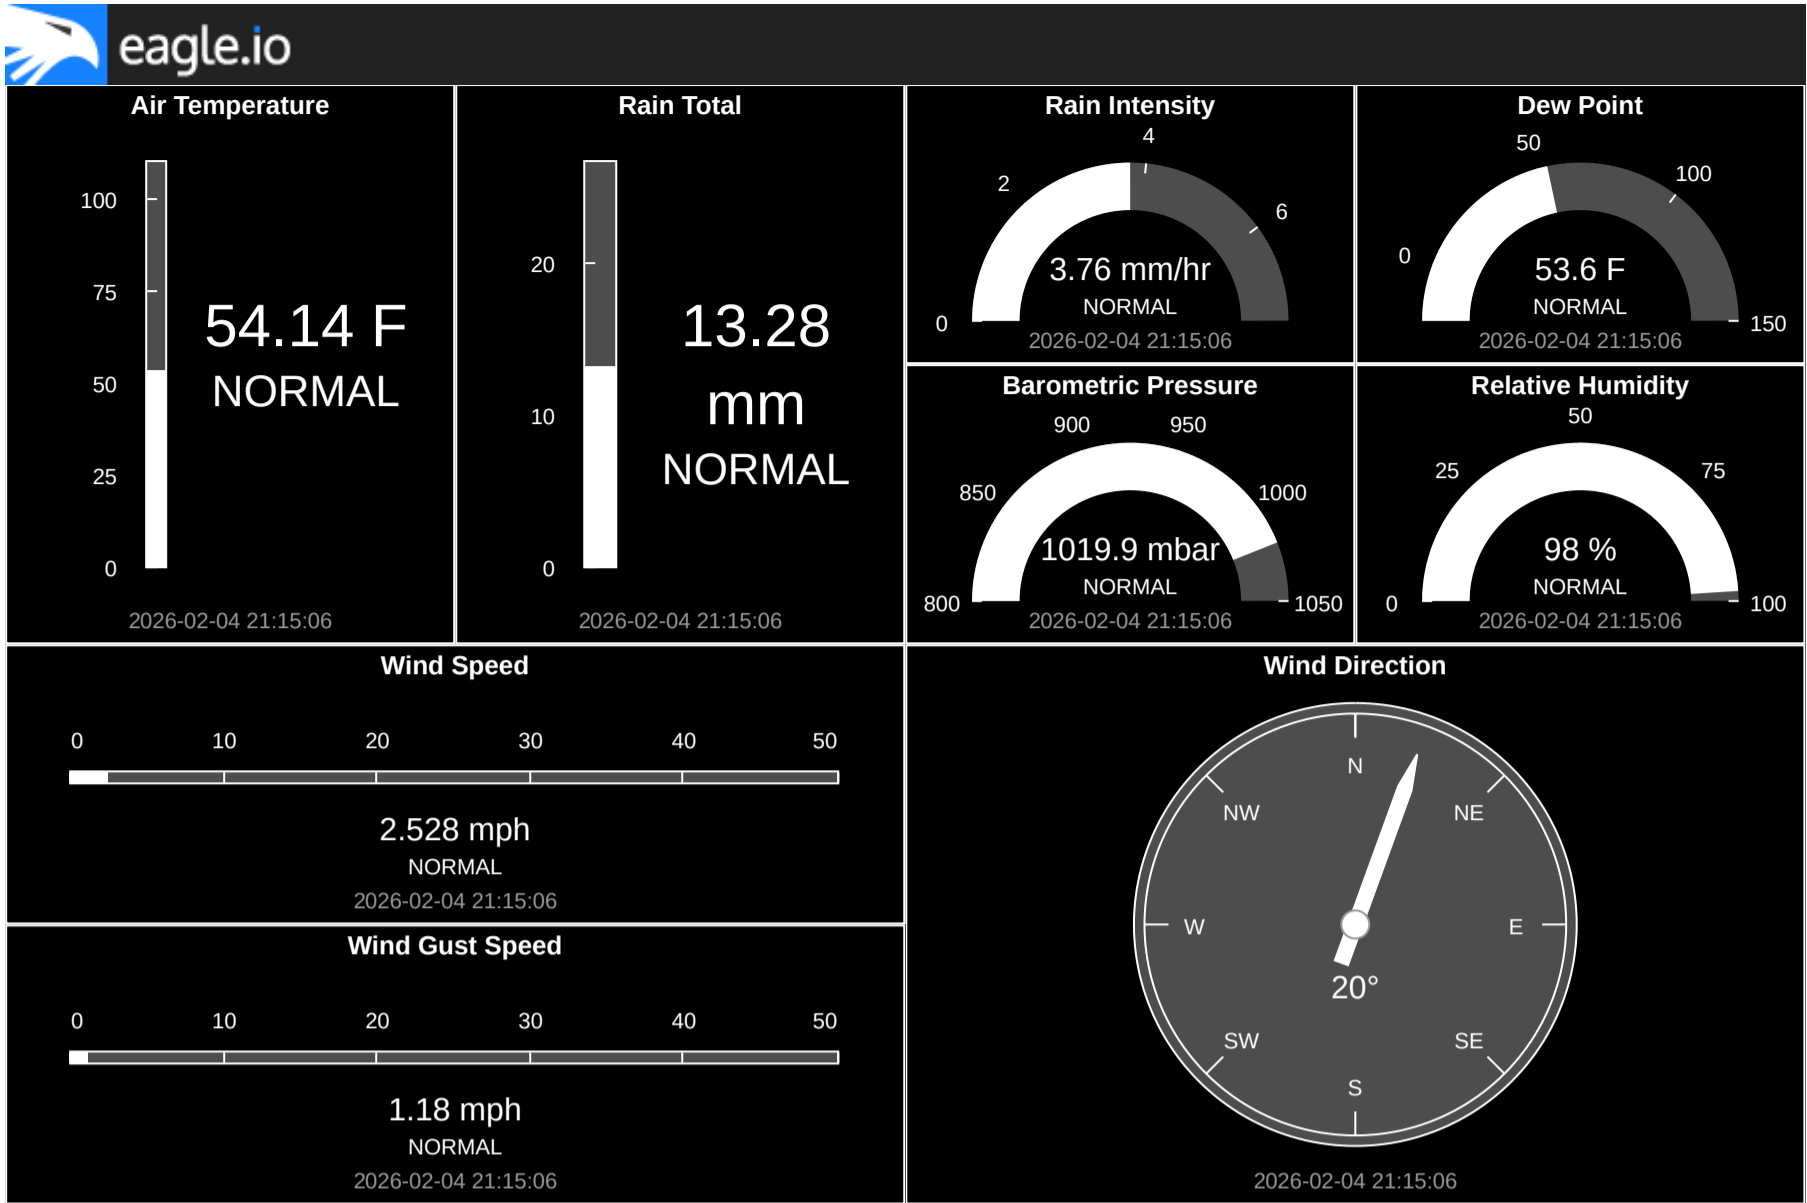 eagle.io
Air Temperature
100
75
50
25
0
54.14 F
NORMAL
2026-02-04 21:15:06
Rain Total
20
10
0
13.28
mm
NORMAL
2026-02-04 21:15:06
Rain Intensity
0
2
4
6
3.76 mm/hr
NORMAL
2026-02-04 21:15:06
Dew Point
0
50
100
150
53.6 F
NORMAL
2026-02-04 21:15:06
Barometric Pressure
800
850
900
950
1000
1050
1019.9 mbar
NORMAL
2026-02-04 21:15:06
Relative Humidity
0
25
50
75
100
98 %
NORMAL
2026-02-04 21:15:06
Wind Speed
0 10 20 30 40 50
2.528 mph
NORMAL
2026-02-04 21:15:06
Wind Gust Speed
0 10 20 30 40 50
1.18 mph
NORMAL
2026-02-04 21:15:06
Wind Direction
N
NW NE
W E
20°
SW SE
S
2026-02-04 21:15:06